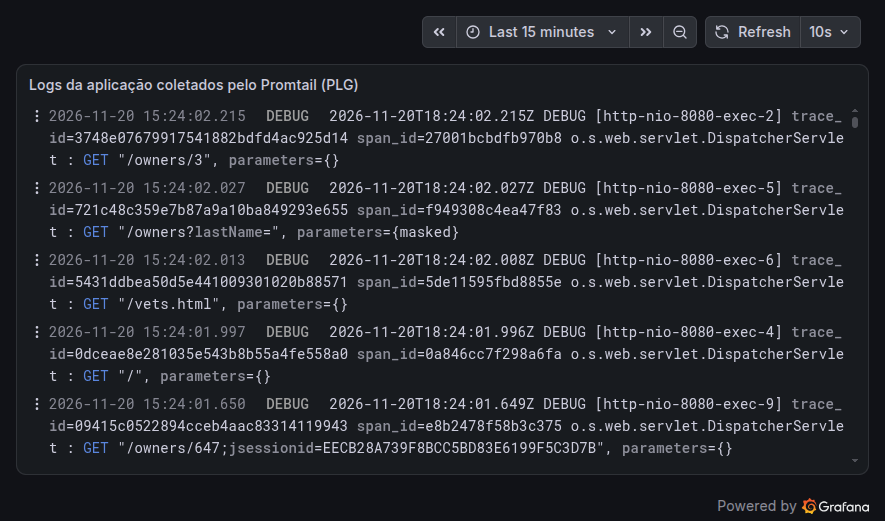 Last 15 minutes
Refresh 10s
Logs da aplicação coletados pelo Promtail (PLG)
2026-11-20 15:24:02.215 DEBUG 2026-11-20T18:24:02.215Z DEBUG [http-nio-8080-exec-2] trace_
id=3748e07679917541882bdfd4ac925d14 span_id=27001bcbdfb970b8 o.s.web.servlet.DispatcherServle
t : GET "/owners/3", parameters={}
2026-11-20 15:24:02.027 DEBUG 2026-11-20T18:24:02.027Z DEBUG [http-nio-8080-exec-5] trace_
id=721c48c359e7b87a9a10ba849293e655 span_id=f949308c4ea47f83 o.s.web.servlet.DispatcherServle
t : GET "/owners?lastName=", parameters={masked}
2026-11-20 15:24:02.013 DEBUG 2026-11-20T18:24:02.008Z DEBUG [http-nio-8080-exec-6] trace_
id=5431ddbea50d5e441009301020b88571 span_id=5de11595fbd8855e o.s.web.servlet.DispatcherServle
t : GET "/vets.html", parameters={}
2026-11-20 15:24:01.997 DEBUG 2026-11-20T18:24:01.996Z DEBUG [http-nio-8080-exec-4] trace_
id=0dceae8e281035e543b8b55a4fe558a0 span_id=0a846cc7f298a6fa o.s.web.servlet.DispatcherServle
t : GET "/", parameters={}
2026-11-20 15:24:01.650 DEBUG 2026-11-20T18:24:01.649Z DEBUG [http-nio-8080-exec-9] trace_
id=09415c0522894cceb4aac83314119943 span_id=e8b2478f58b3c375 o.s.web.servlet.DispatcherServle
t : GET "/owners/647;jsessionid=EECB28A739F8BCC5BD83E6199F5C3D7B", parameters={}
Powered by Grafana